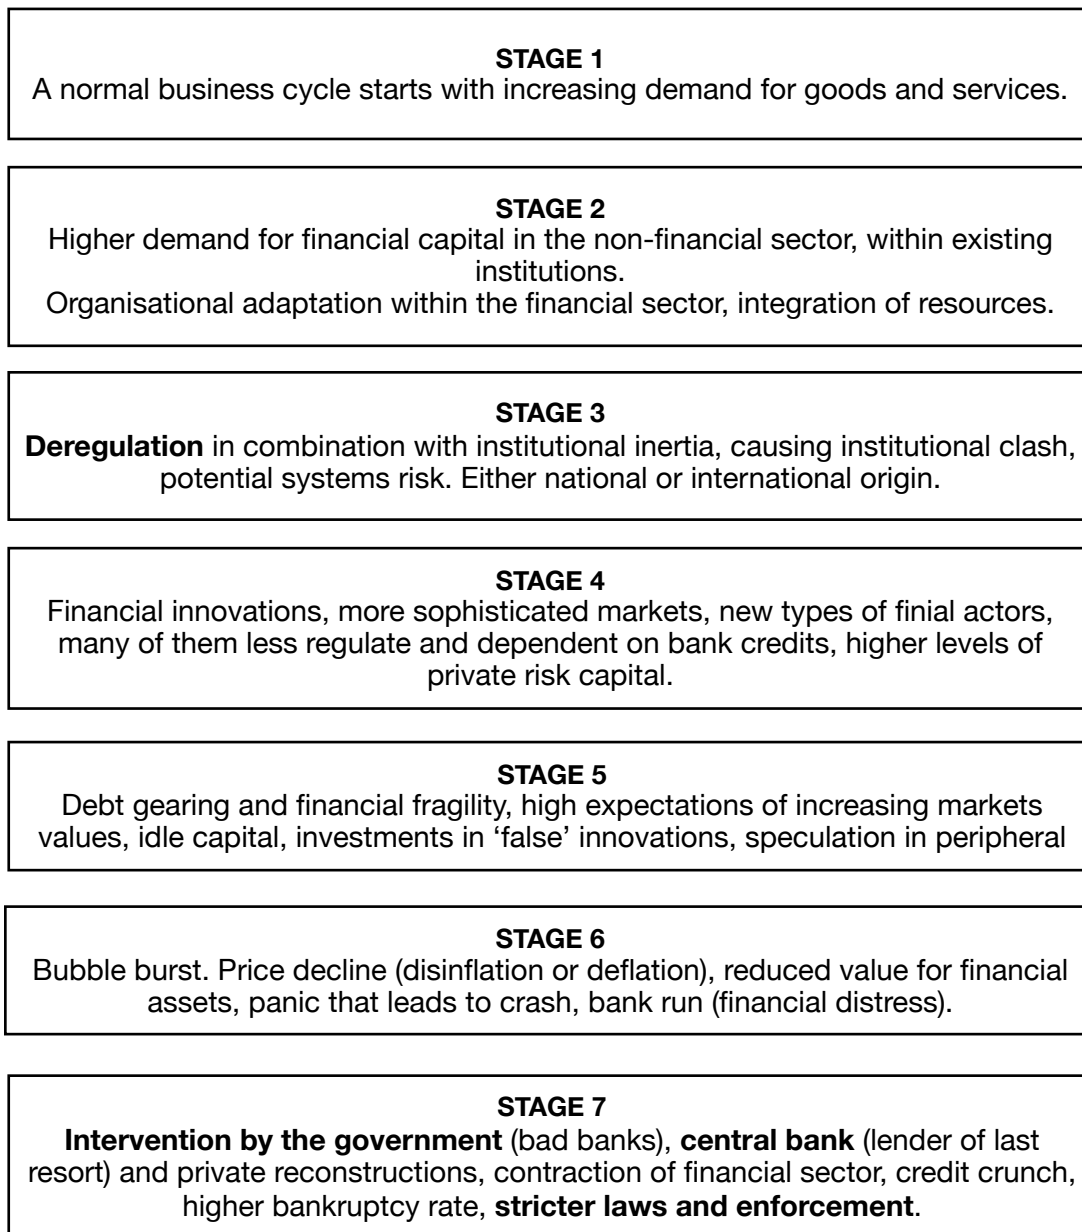 STAGE 1
A normal business cycle starts with increasing demand for goods and services.
STAGE 2
Higher demand for financial capital in the non-financial sector, within existing
institutions.
Organisational adaptation within the financial sector, integration of resources.
STAGE 3
Deregulation in combination with institutional inertia, causing institutional clash,
potential systems risk. Either national or international origin.
STAGE 4
Financial innovations, more sophisticated markets, new types of finial actors,
many of them less regulate and dependent on bank credits, higher levels of
private risk capital.
STAGE 5
Debt gearing and financial fragility, high expectations of increasing markets
values, idle capital, investments in ‘false’ innovations, speculation in peripheral
STAGE 6
Bubble burst. Price decline (disinflation or deflation), reduced value for financial
assets, panic that leads to crash, bank run (financial distress).
STAGE 7
Intervention by the government (bad banks), central bank (lender of last
resort) and private reconstructions, contraction of financial sector, credit crunch,
higher bankruptcy rate, stricter laws and enforcement.